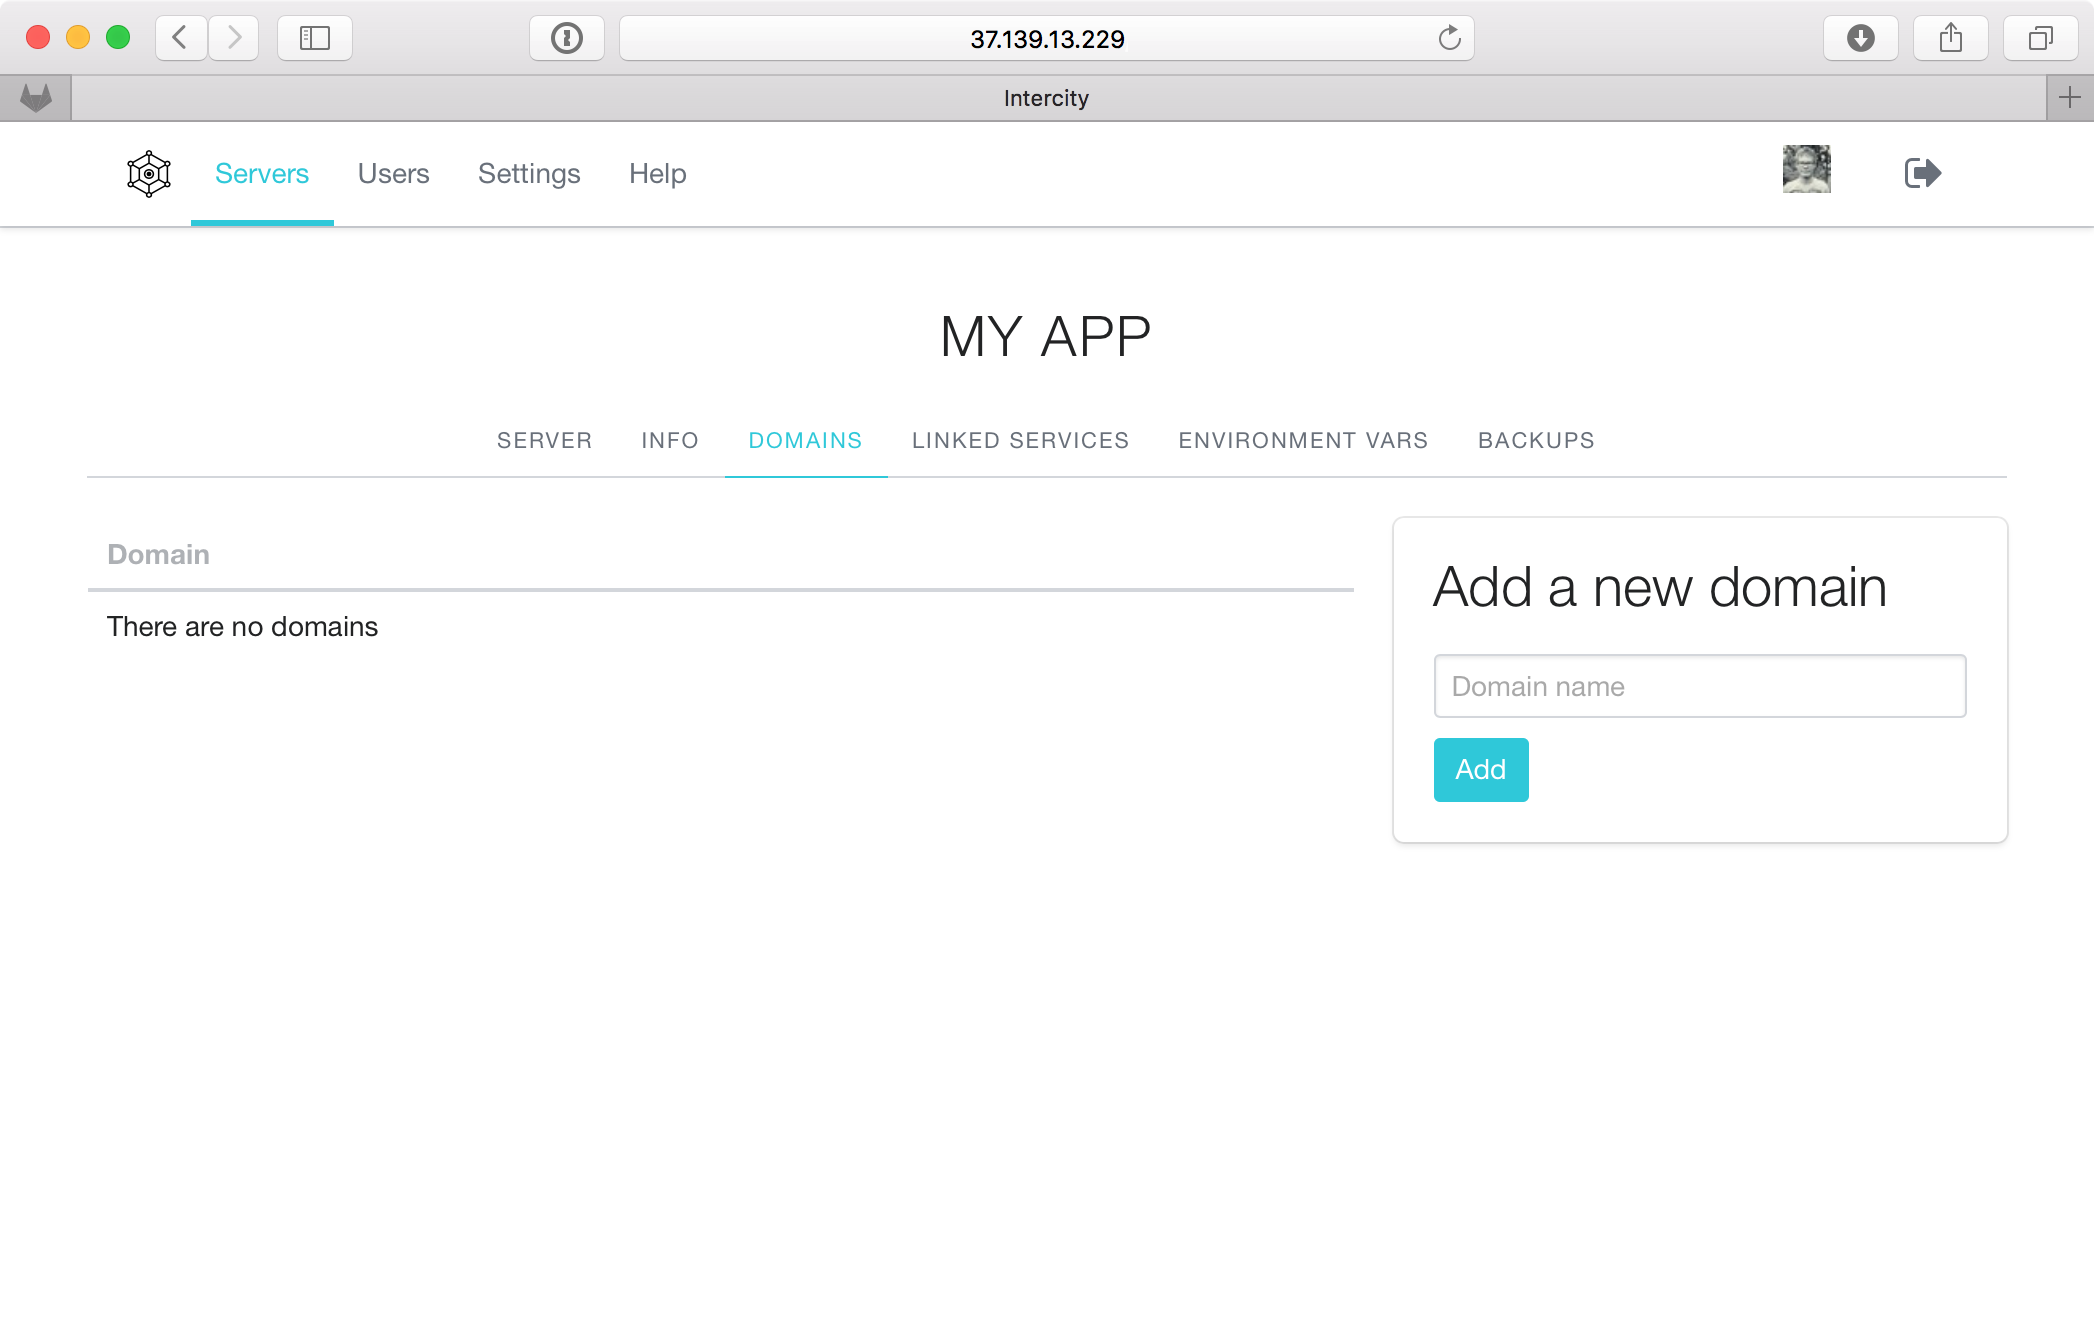 37.139.13.229
Intercity
Servers Users Settings Help
MY APP
SERVER INFO DOMAINS LINKED SERVICES ENVIRONMENT VARS BACKUPS
Domain
There are no domains
Add a new domain
Domain name
Add